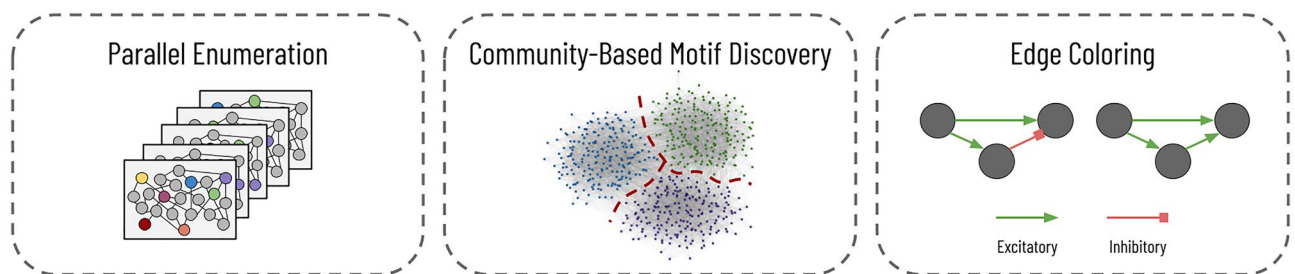 Parallel Enumeration
Community-Based Motif Discovery
Edge Coloring
Excitatory
Inhibitory